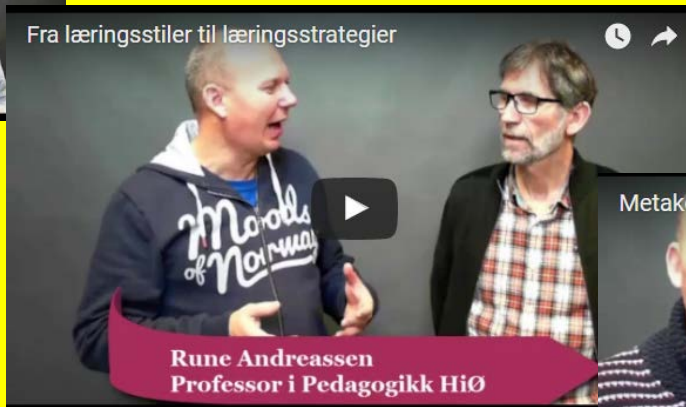 Fra læringsstiler til læringsstrategier
Metak
Moods
of Norway
Rune Andreassen
Professor i Pedagogikk HiØ